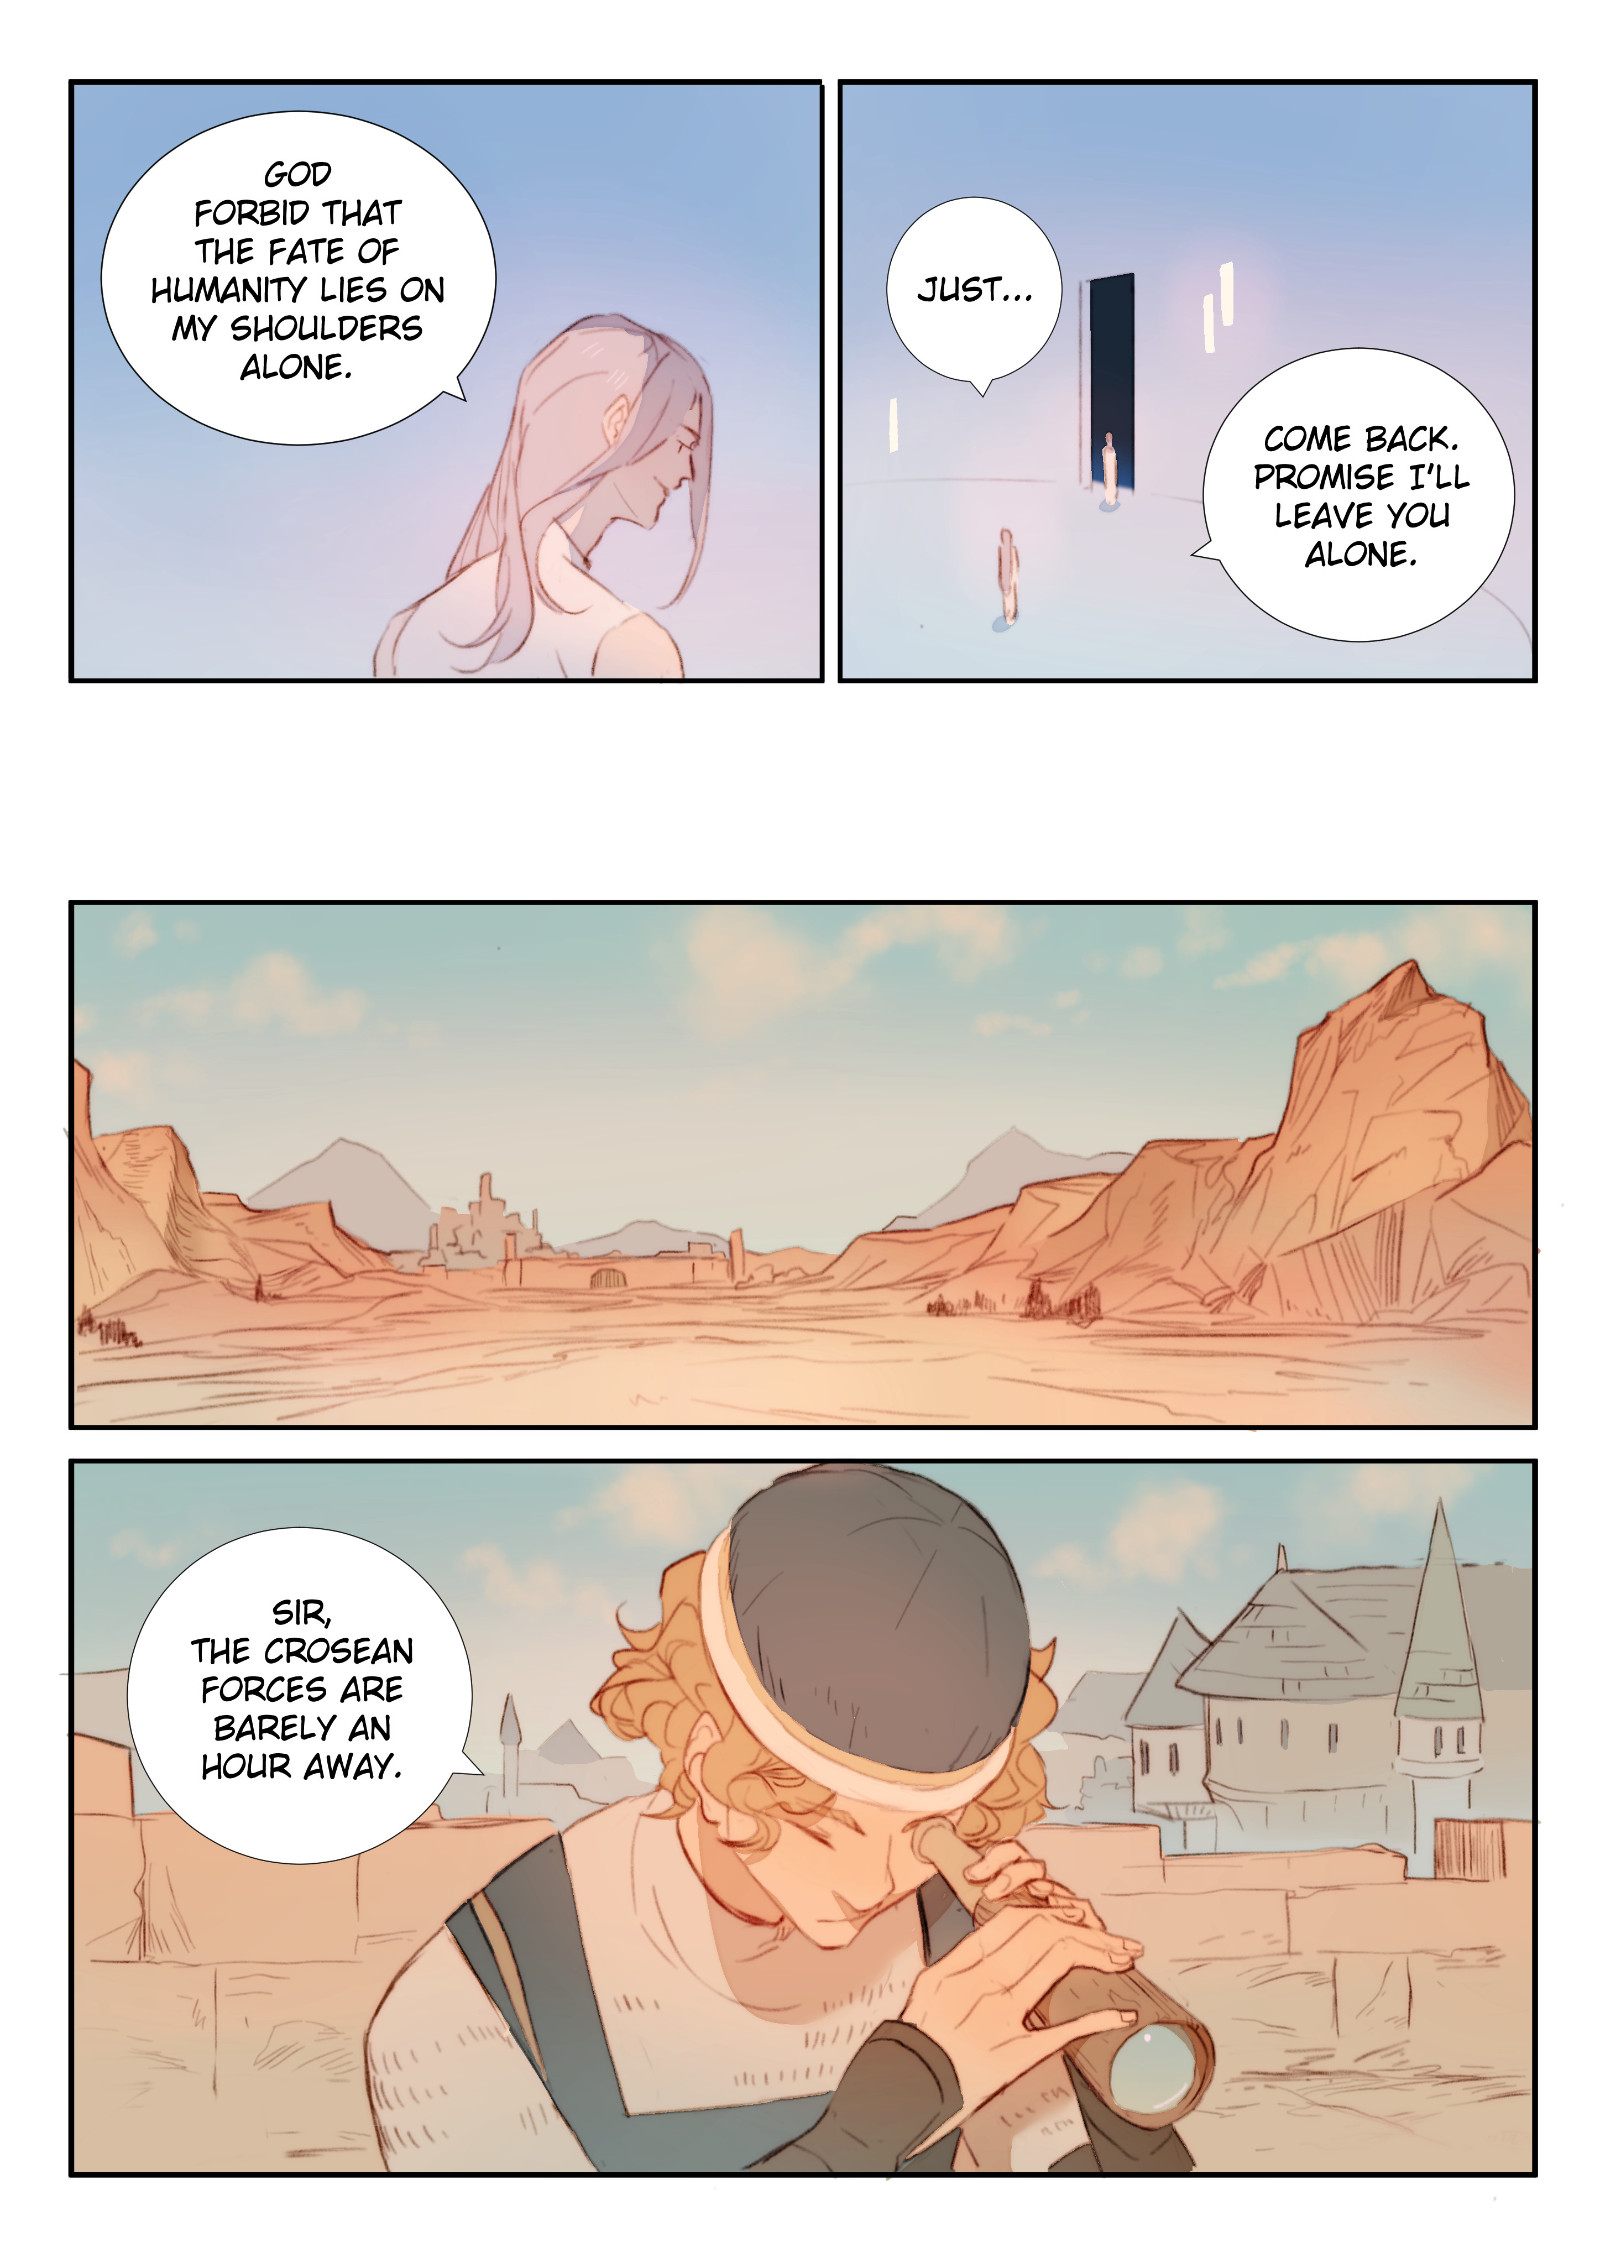 GOD
FORBID THAT
THE FATE OF
HUMANITY LIES ON
MY SHOULDERS
ALONE.
JUST...
COME BACK.
PROMISE I'LL
LEAVE YOU
ALONE.
SIR,
THE CROSEAN
FORCES ARE
BARELY AN
HOUR AWAY.